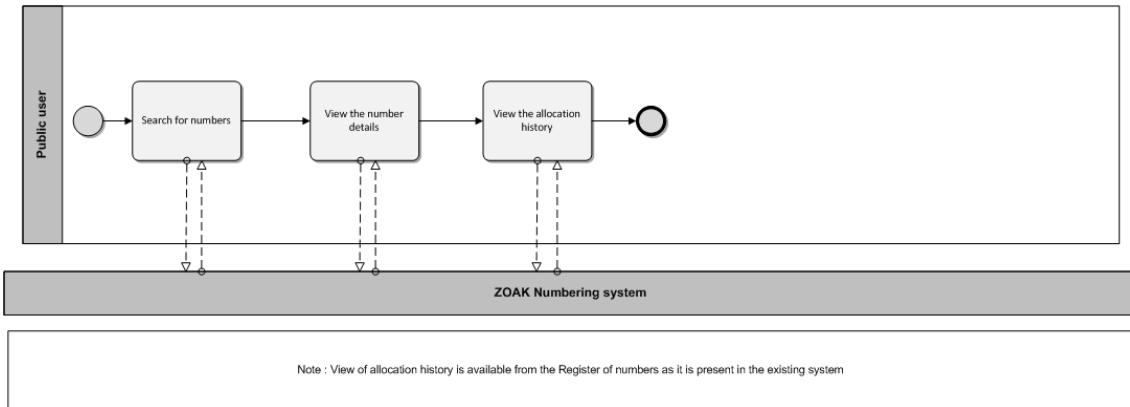 Public user
Search for numbers
View the number
details
View the allocation
history
ZOAK Numbering system
Note : View of allocation history is available from the Register of numbers as it is present in the existing system